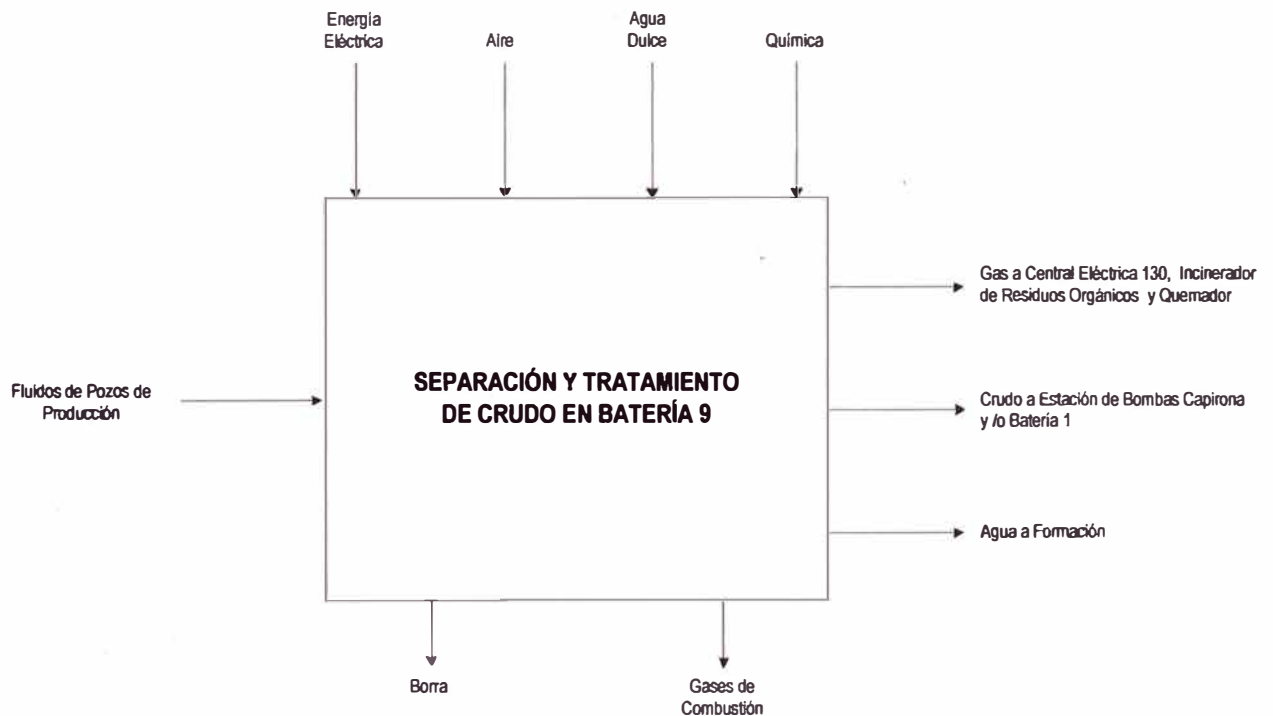 Energía
Eléctrica
Aire
Agua
Dulce
Química
Gas a Central Eléctrica 130, Incinerador
de Residuos Orgánicos y Quemador
SEPARACIÓN Y TRATAMIENTO
DE CRUDO EN BATERÍA 9
Fluidos de Pozos de
Producción
Crudo a Estación de Bombas Capirona
y /o Batería 1
Agua a Formación
Borra
Gases de
Combustión